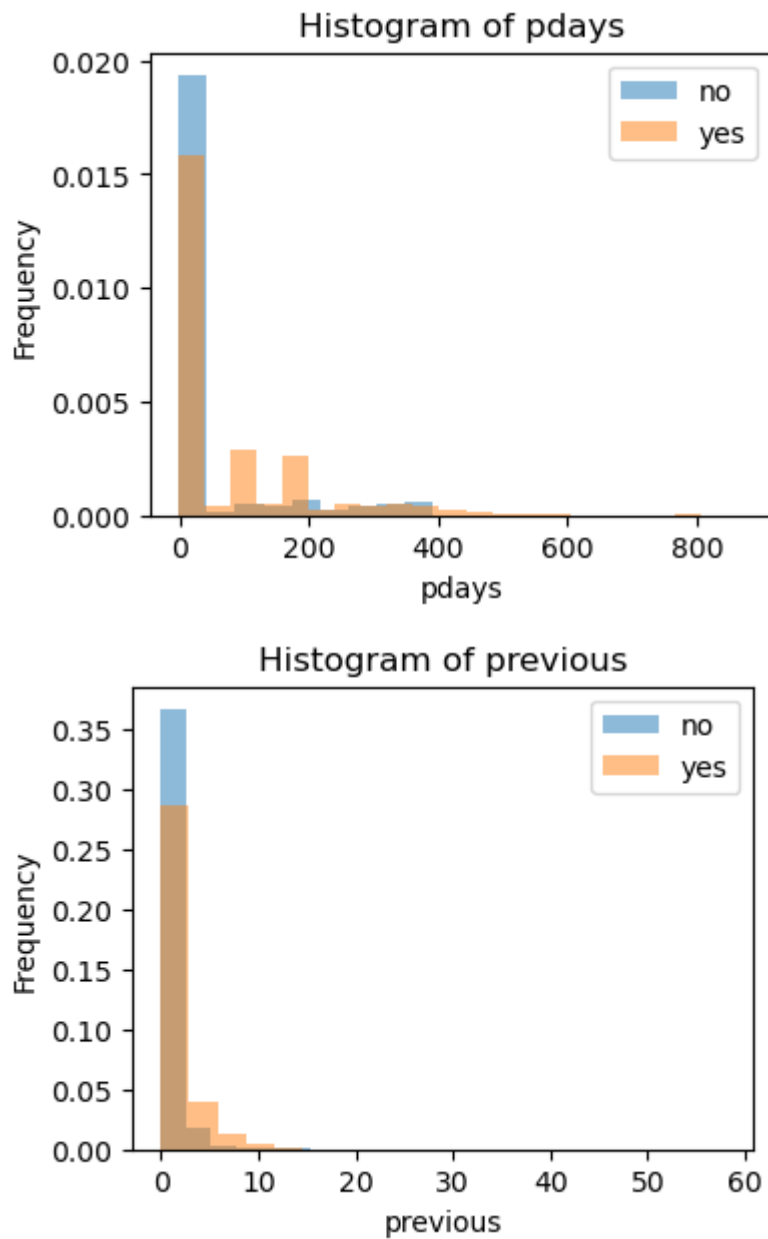 Histogram of pdays
0.020
0.015
0.010
0.005
0.000
Frequency
no
yes
0 200 400 600 800
pdays
Histogram of previous
0.35
0.30
0.25
0.20
0.15
0.10
0.05
0.00
Frequency
no
yes
0 10 20 30 40 50 60
previous